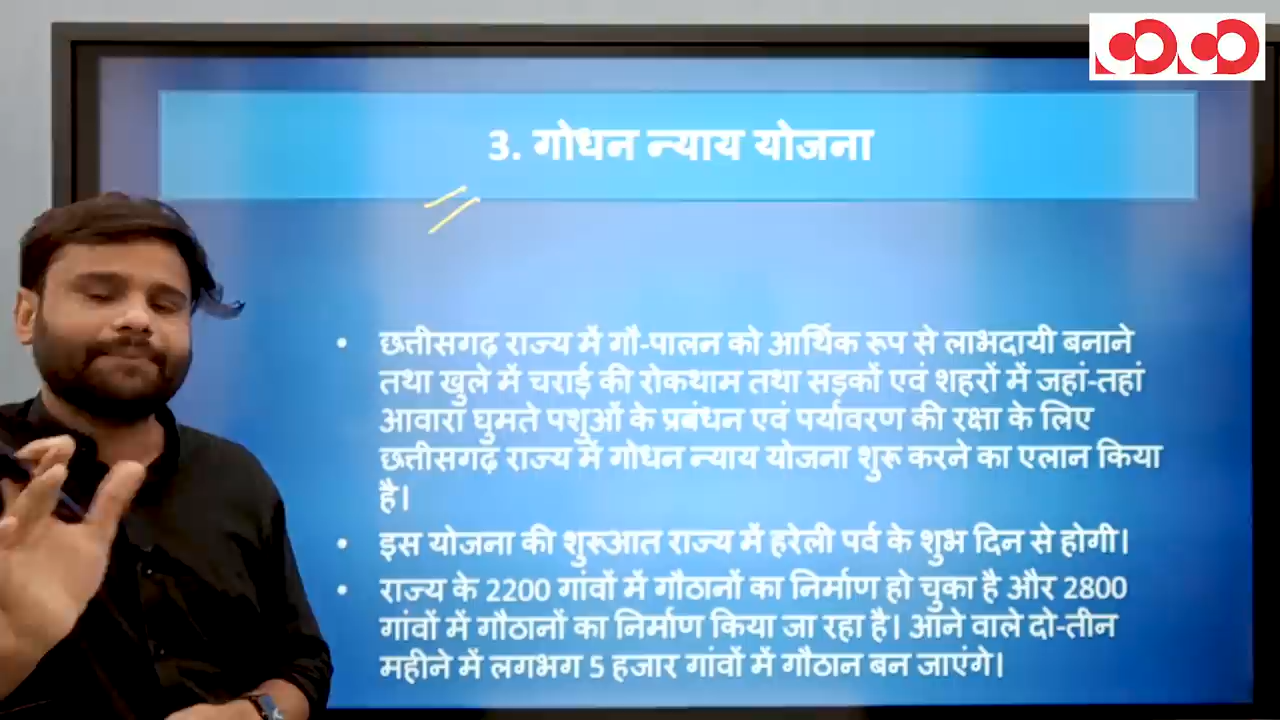 3. गोधन न्याय योजना
• छत्तीसगढ़ राज्य में गौ-पालन को आर्थिक रूप से लाभदायी बनाने
तथा खुले में चराई की रोकथाम तथा सड़कों एवं शहरों में जहां-तहां
आवारा घुमते पशुओं के प्रबंधन एवं पर्यावरण की रक्षा के लिए
छत्तीसगढ़ राज्य में गोधन न्याय योजना शुरू करने का एलान किया
है।
• इस योजना की शुरूआत राज्य में हरेली पर्व के शुभ दिन से होगी।
• राज्य के 2200 गांवों में गौठानों का निर्माण हो चुका है और 2800
गांवों में गौठानों का निर्माण किया जा रहा है। आने वाले दो-तीन
महीने में लगभग 5 हजार गांवों में गौठान बन जाएंगे।